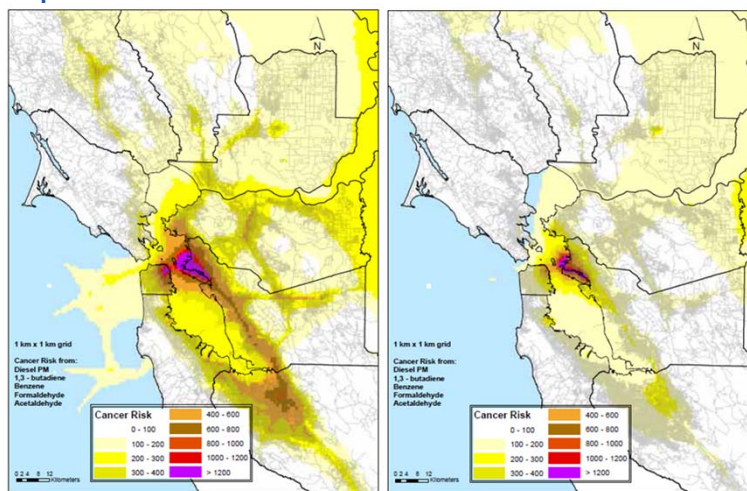 N
1 km x 1 km grid
Cancer Risk from:
Diesel PM
1,3 - butadiene
Benzene
Formaldehyde
Acetaldehyde
Cancer Risk
0 - 100
100 - 200
200 - 300
300 - 400
400 - 600
600 - 800
800 - 1000
1000 - 1200
> 1200
0 2 4 8 12
Kilometers
N
1 km x 1 km grid
Cancer Risk from:
Diesel PM
1,3 - butadiene
Benzene
Formaldehyde
Acetaldehyde
Cancer Risk
0 - 100
100 - 200
200 - 300
300 - 400
400 - 600
600 - 800
800 - 1000
1000 - 1200
> 1200
0 2 4 8 12
Kilometers